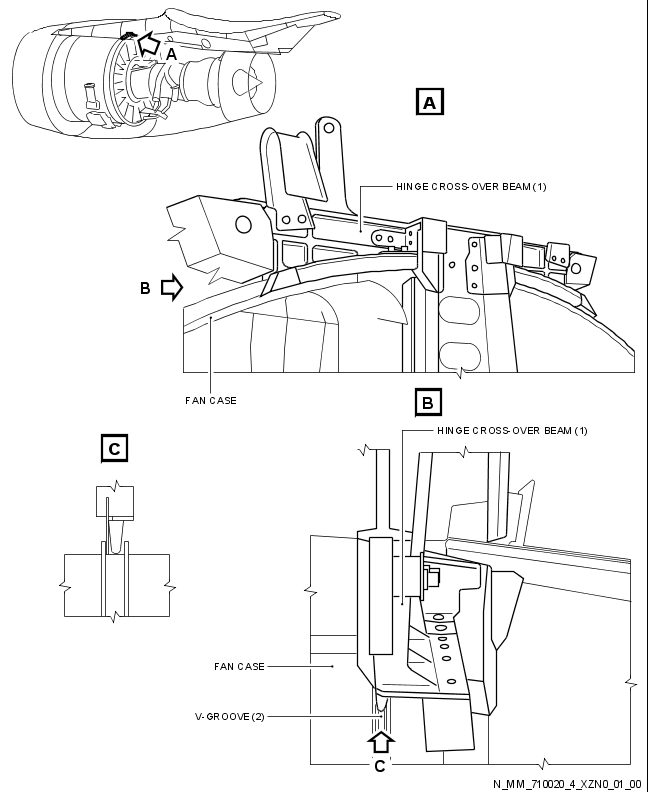 A
A
HINGE CROSS-OVER BEAM (1)
B
FAN CASE
B
HINGE CROSS-OVER BEAM (1)
C
FAN CASE
V-GROOVE (2)
C
N_MM_710020_4_XZN0_01_00